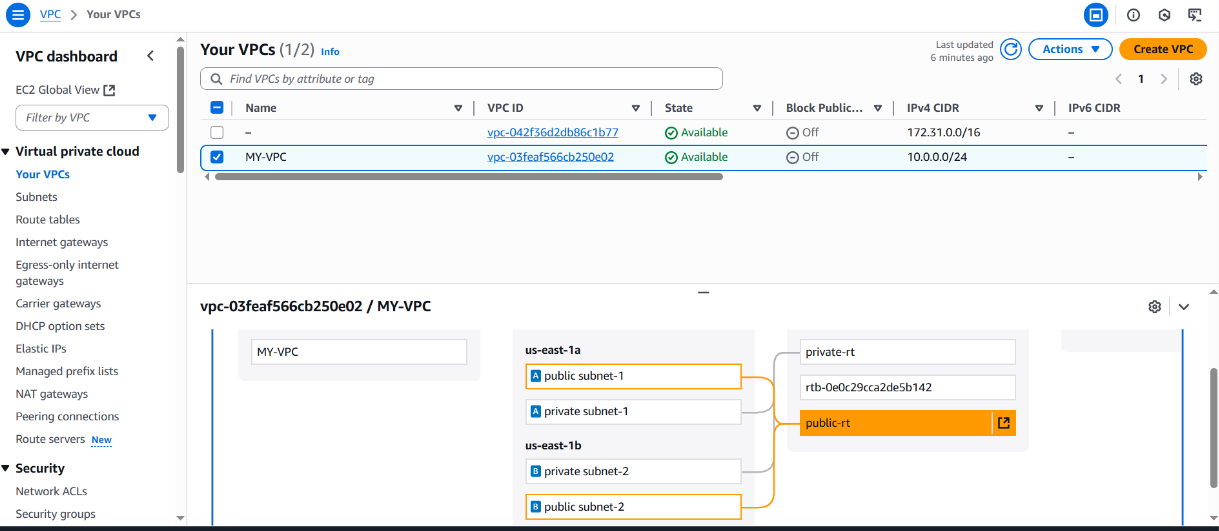 VPC > Your VPCs
VPC dashboard
EC2 Global View
Filter by VPC
Virtual private cloud
Your VPCs
Subnets
Route tables
Internet gateways
Egress-only internet
gateways
Carrier gateways
DHCP option sets
Elastic IPs
Managed prefix lists
NAT gateways
Peering connections
Route servers New
Security
Network ACLs
Security groups
Your VPCs (1/2) Info
Last updated
6 minutes ago
Actions
Create VPC
Find VPCs by attribute or tag
1
Name VPC ID State Block Public... IPv4 CIDR IPv6 CIDR
– vpc-042f36d2db86c1b77 Available Off 172.31.0.0/16 –
MY-VPC vpc-03feaf566cb250e02 Available Off 10.0.0.0/24 –
vpc-03feaf566cb250e02 / MY-VPC
MY-VPC
us-east-1a
A public subnet-1
A private subnet-1
us-east-1b
B private subnet-2
B public subnet-2
private-rt
rtb-0e0c29cca2de5b142
public-rt